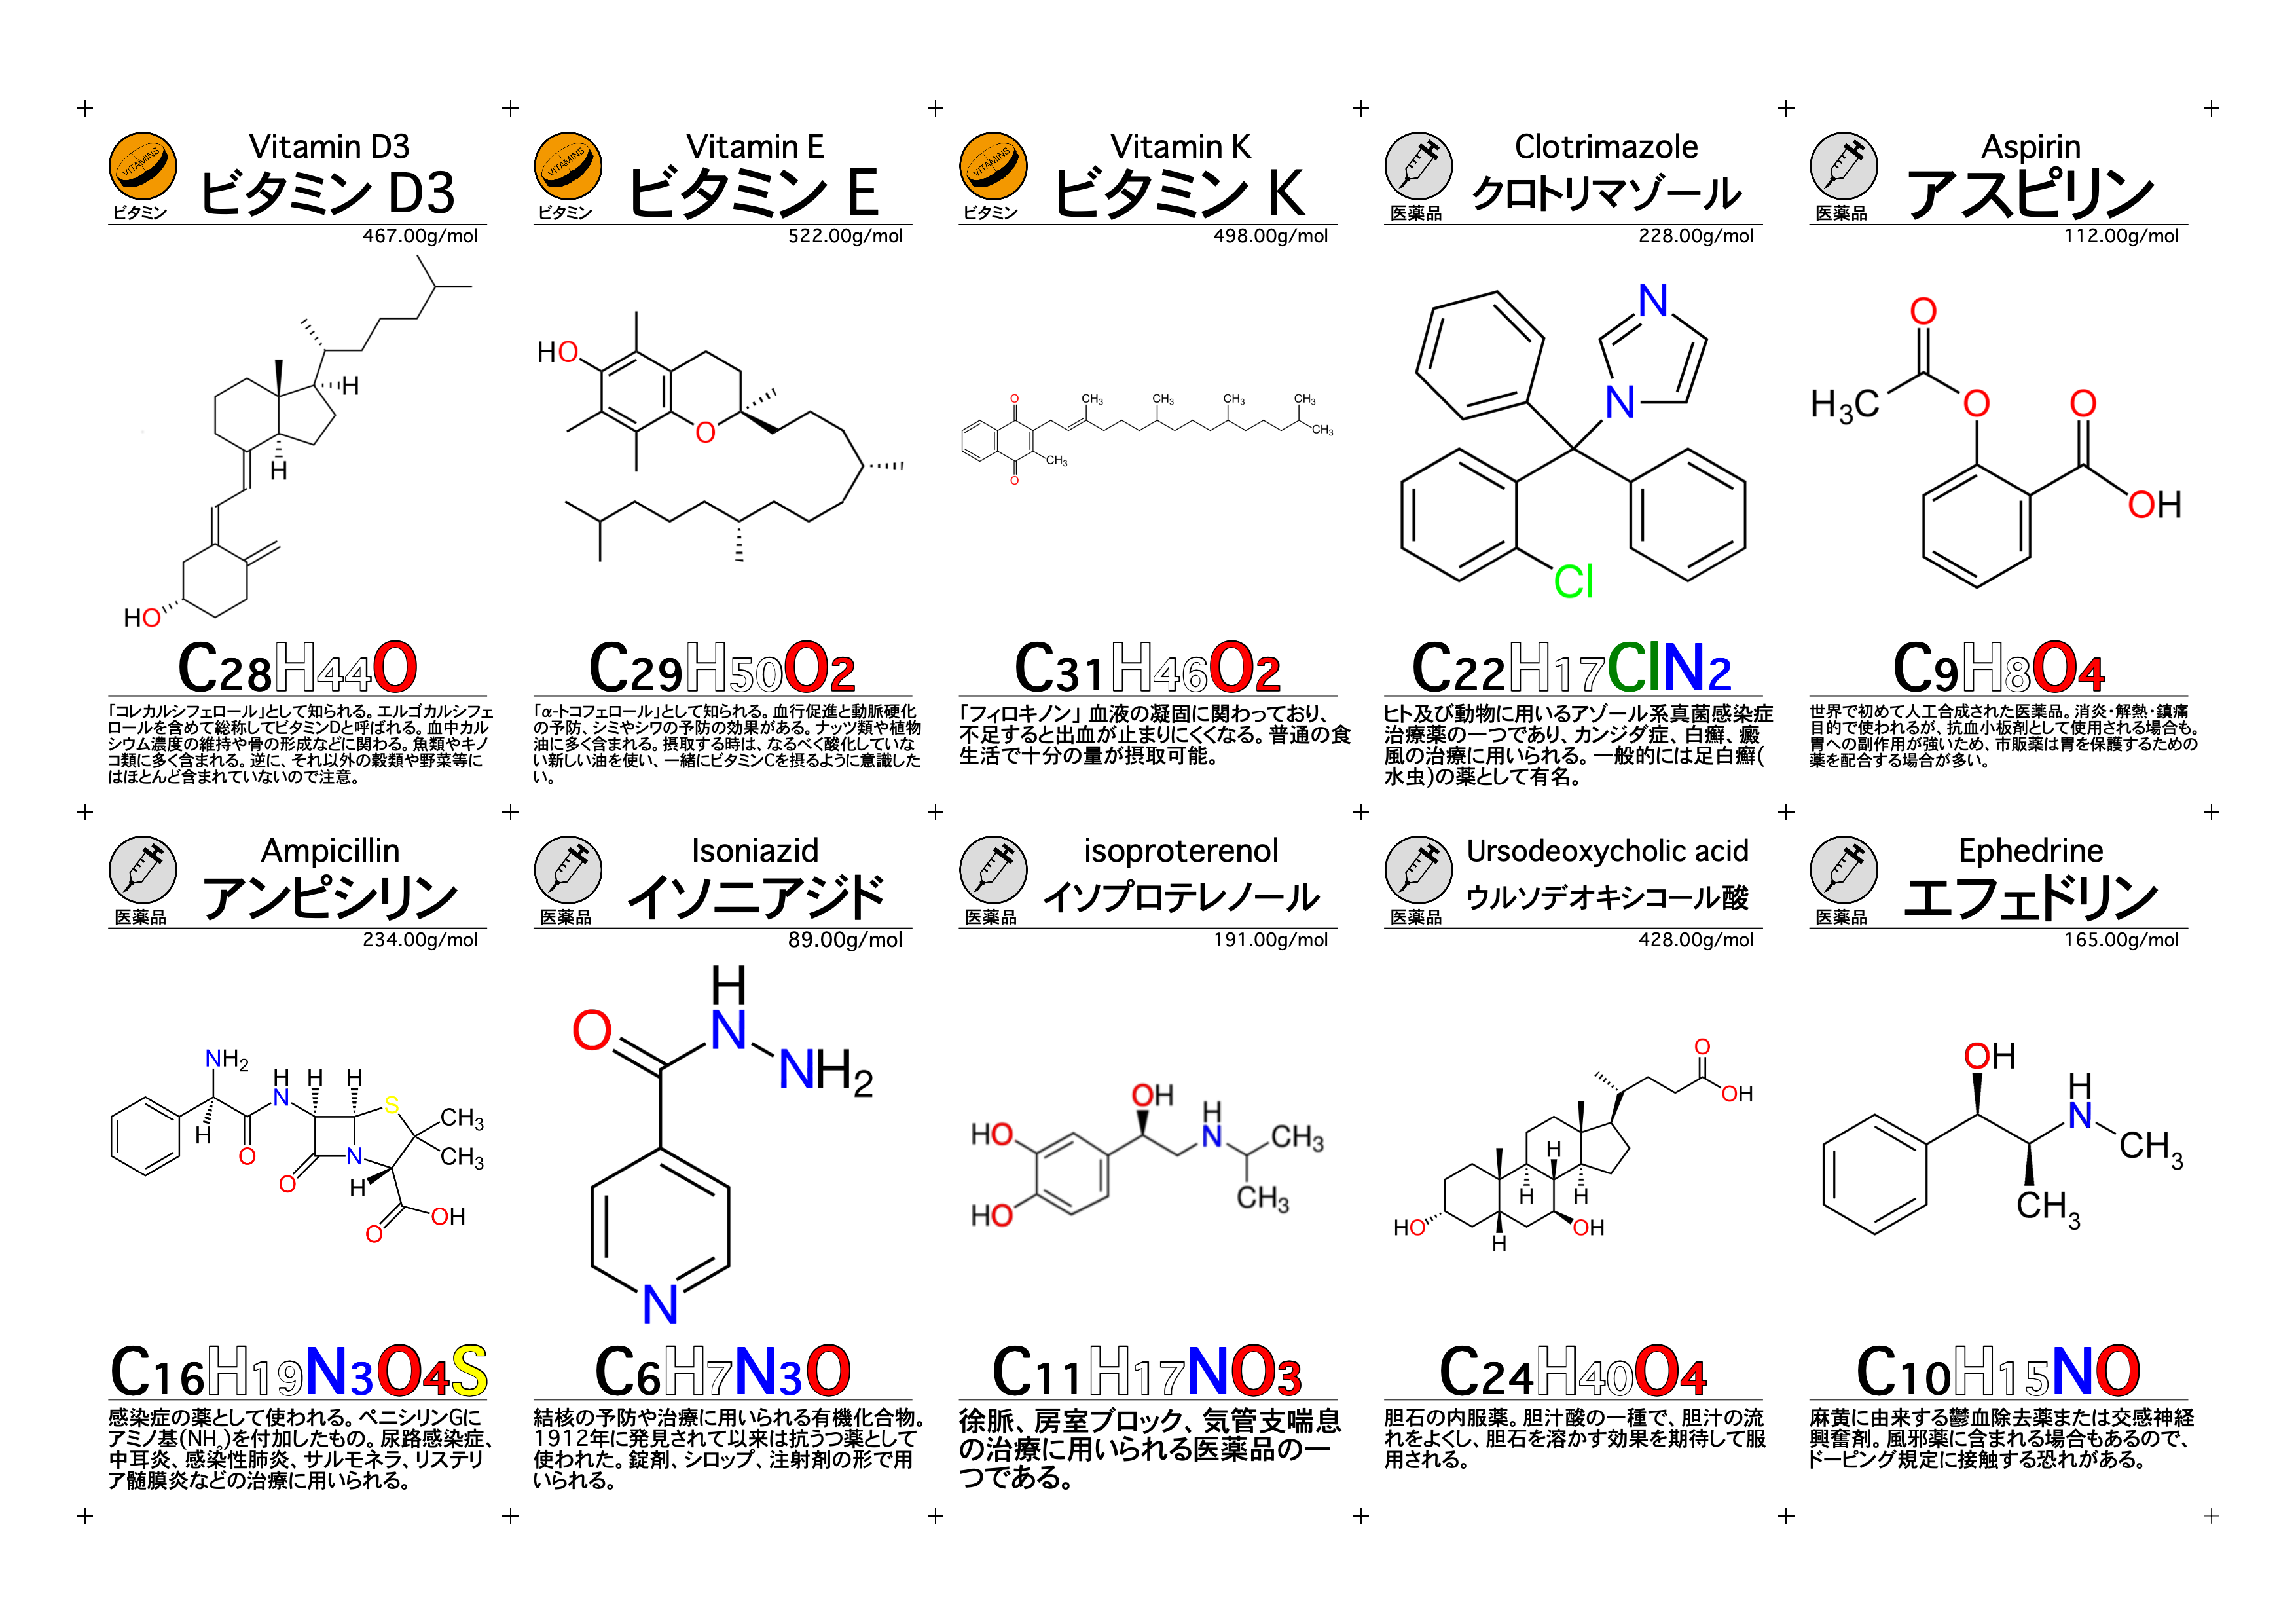 Vitamin D3
ビタミン D3
VITAMINS
ビタミン
467.00g/mol
H
H
HO
C28H44O
「コレカルシフェロール」として知られる。エルゴカルシフェ
ロールを含めて総称してビタミンDと呼ばれる。血中カル
シウム濃度の維持や骨の形成などに関わる。魚類やキノ
コ類に多く含まれる。逆に、それ以外の穀類や野菜等に
はほとんど含まれていないので注意。
Vitamin E
ビタミン E
VITAMINS
ビタミン
522.00g/mol
HO
O
C29H50O2
「α-トコフェロール」として知られる。血行促進と動脈硬化
の予防、シミやシワの予防の効果がある。ナッツ類や植物
油に多く含まれる。摂取する時は、なるべく酸化していな
い新しい油を使い、一緒にビタミンCを摂るように意識した
い。
Vitamin K
ビタミン K
VITAMINS
ビタミン
498.00g/mol
O
CH3
CH3
CH3
CH3
CH3
CH3
O
C31H46O2
「フィロキノン」 血液の凝固に関わっており、
不足すると出血が止まりにくくなる。普通の食
生活で十分の量が摂取可能。
Clotrimazole
クロトリマゾール
医薬品
228.00g/mol
N
N
Cl
C22H17ClN2
ヒト及び動物に用いるアゾール系真菌感染症
治療薬の一つであり、カンジダ症、白癬、癜
風の治療に用いられる。一般的には足白癬(
水虫)の薬として有名。
Aspirin
アスピリン
医薬品
112.00g/mol
O
H3C
O
O
OH
C9H8O4
世界で初めて人工合成された医薬品。消炎・解熱・鎮痛
目的で使われるが、抗血小板剤として使用される場合も。
胃への副作用が強いため、市販薬は胃を保護するための
薬を配合する場合が多い。
Ampicillin
アンピシリン
医薬品
234.00g/mol
NH2
H
N
H
H
S
CH3
H
O
N
CH3
O
H
OH
O
C16H19N3O4S
感染症の薬として使われる。ペニシリンGに
アミノ基(NH2)を付加したもの。尿路感染症、
中耳炎、感染性肺炎、サルモネラ、リステリ
ア髄膜炎などの治療に用いられる。
Isoniazid
イソニアジド
医薬品
89.00g/mol
H
O
N
NH2
N
C6H7N3O
結核の予防や治療に用いられる有機化合物。
1912年に発見されて以来は抗うつ薬として
使われた。錠剤、シロップ、注射剤の形で用
いられる。
isoproterenol
イソプロテレノール
医薬品
191.00g/mol
OH
H
N
HO
CH3
CH3
HO
C11H17NO3
徐脈、房室ブロック、気管支喘息
の治療に用いられる医薬品の一
つである。
Ursodeoxycholic acid
ウルソデオキシコール酸
医薬品
428.00g/mol
O
OH
H
H
H
HO
OH
H
C24H40O4
胆石の内服薬。胆汁酸の一種で、胆汁の流
れをよくし、胆石を溶かす効果を期待して服
用される。
Ephedrine
エフェドリン
医薬品
165.00g/mol
OH
H
N
CH3
CH3
C10H15NO
麻黄に由来する鬱血除去薬または交感神経
興奮剤。風邪薬に含まれる場合もあるので、
ドーピング規定に接触する恐れがある。